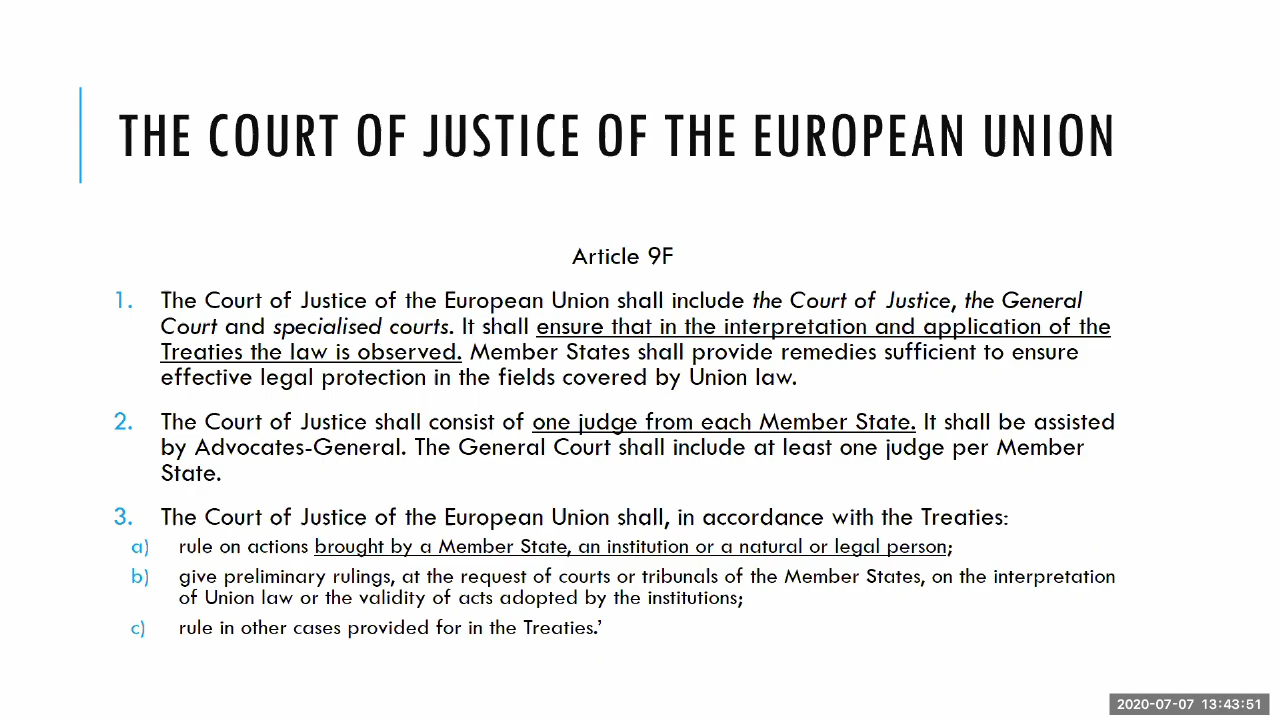 THE COURT OF JUSTICE OF THE EUROPEAN UNION
Article 9F
1. The Court of Justice of the European Union shall include the Court of Justice, the General
Court and specialised courts. It shall ensure that in the interpretation and application of the
Treaties the law is observed. Member States shall provide remedies sufficient to ensure
effective legal protection in the fields covered by Union law.
2. The Court of Justice shall consist of one judge from each Member State. It shall be assisted
by Advocates-General. The General Court shall include at least one judge per Member
State.
3. The Court of Justice of the European Union shall, in accordance with the Treaties:
a) rule on actions brought by a Member State, an institution or a natural or legal person;
b) give preliminary rulings, at the request of courts or tribunals of the Member States, on the interpretation
of Union law or the validity of acts adopted by the institutions;
c) rule in other cases provided for in the Treaties.’
2020-07-07 13:43:51